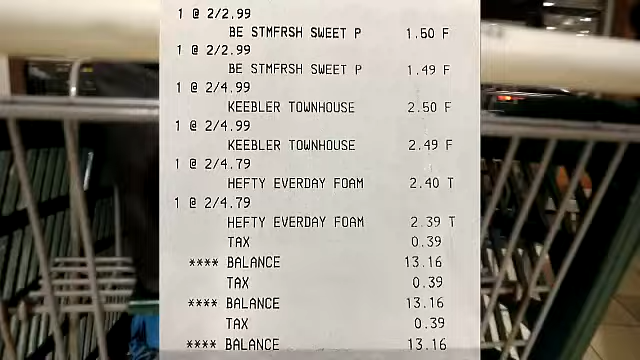 1 @ 2/2.99
BE STMFRSH SWEET P 1.50 F
1 @ 2/2.99
BE STMFRSH SWEET P 1.49 F
1 @ 2/4.99
KEEBLER TOWNHOUSE 2.50 F
1 @ 2/4.99
KEEBLER TOWNHOUSE 2.49 F
1 @ 2/4.79
HEFTY EVERDAY FOAM 2.40 T
1 @ 2/4.79
HEFTY EVERDAY FOAM 2.39 T
TAX 0.39
**** BALANCE 13.16
TAX 0.39
**** BALANCE 13.16
TAX 0.39
**** BALANCE 13.16